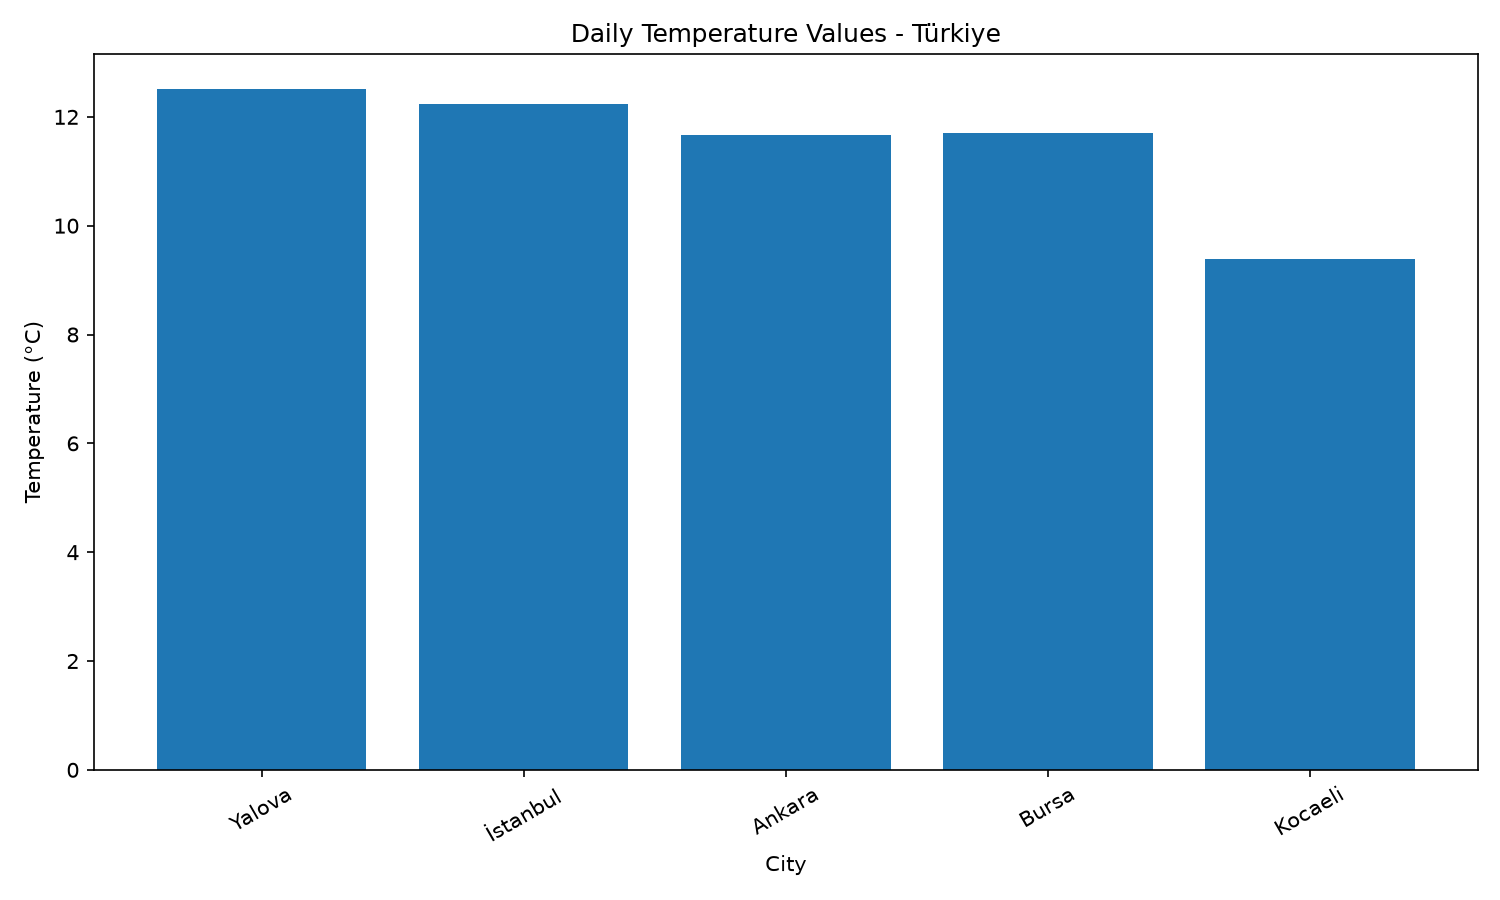 Daily Temperature Values - Türkiye
12
10
8
6
4
2
0
Temperature (°C)
Yalova
İstanbul
Ankara
Bursa
Kocaeli
City